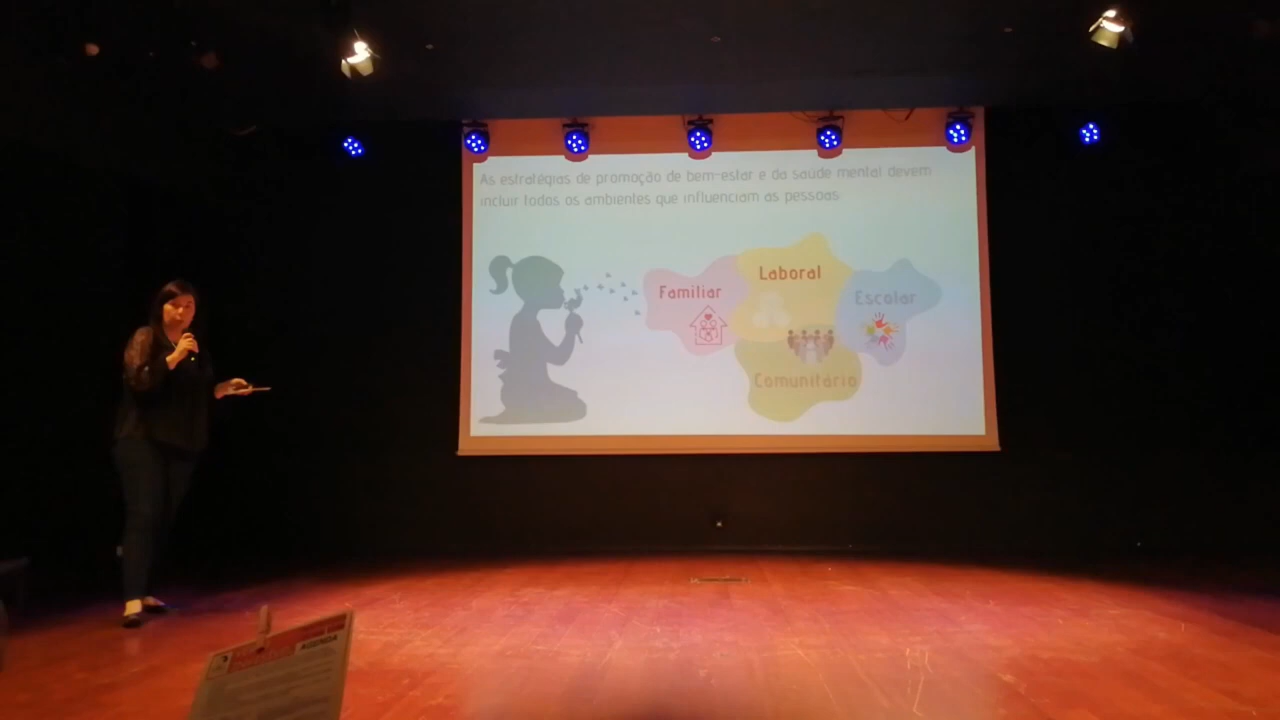 As estratégias de promoção de bem-estar e da saúde mental devem
incluir todos os ambientes que influenciam as pessoas:
Laboral
Familiar
Escolar
Comunitário
AGENDA